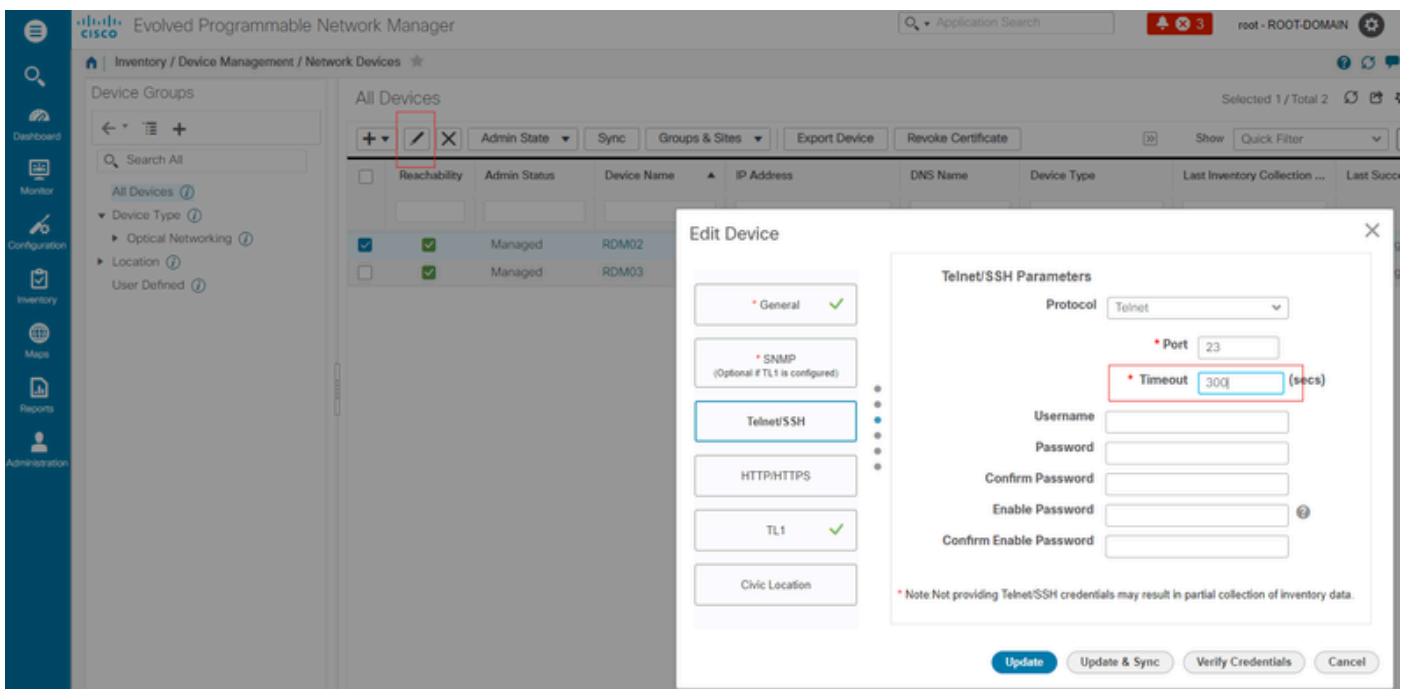 cisco Evolved Programmable Network Manager
Application Search
3
root - ROOT-DOMAIN
Inventory / Device Management / Network Devices
Dashboard
Monitor
Configuration
Inventory
Maps
Reports
Administration
Device Groups
Search All
All Devices
Device Type
Optical Networking
Location
User Defined
All Devices
Selected 1 / Total 2
Admin State Sync Groups & Sites Export Device Revoke Certificate Show Quick Filter
Reachability Admin Status Device Name IP Address DNS Name Device Type Last Inventory Collection ... Last Succ
Managed RDM02
Managed RDM03
Edit Device
* General
* SNMP
(Optional if TL1 is configured)
Telnet/SSH
HTTP/HTTPS
TL1
Civic Location
Telnet/SSH Parameters
Protocol Telnet
* Port 23
* Timeout 300 (secs)
Username
Password
Confirm Password
Enable Password
Confirm Enable Password
* Note:Not providing Telnet/SSH credentials may result in partial collection of inventory data.
Update Update & Sync Verify Credentials Cancel